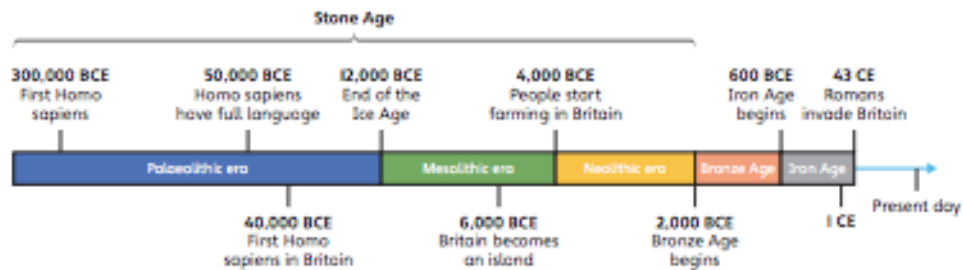 Stone Age
300,000 BCE
First Homo
sapiens
50,000 BCE
Homo sapiens
have full language
12,000 BCE
End of the
Ice Age
4,000 BCE
People start
farming in Britain
600 BCE
Iron Age
begins
43 CE
Romans
invade Britain
Palaeolithic era
Mesolithic era
Neolithic era
Bronze Age
Iron Age
40,000 BCE
First Homo
sapiens in Britain
6,000 BCE
Britain becomes
an island
2,000 BCE
Bronze Age
begins
1 CE
Present day